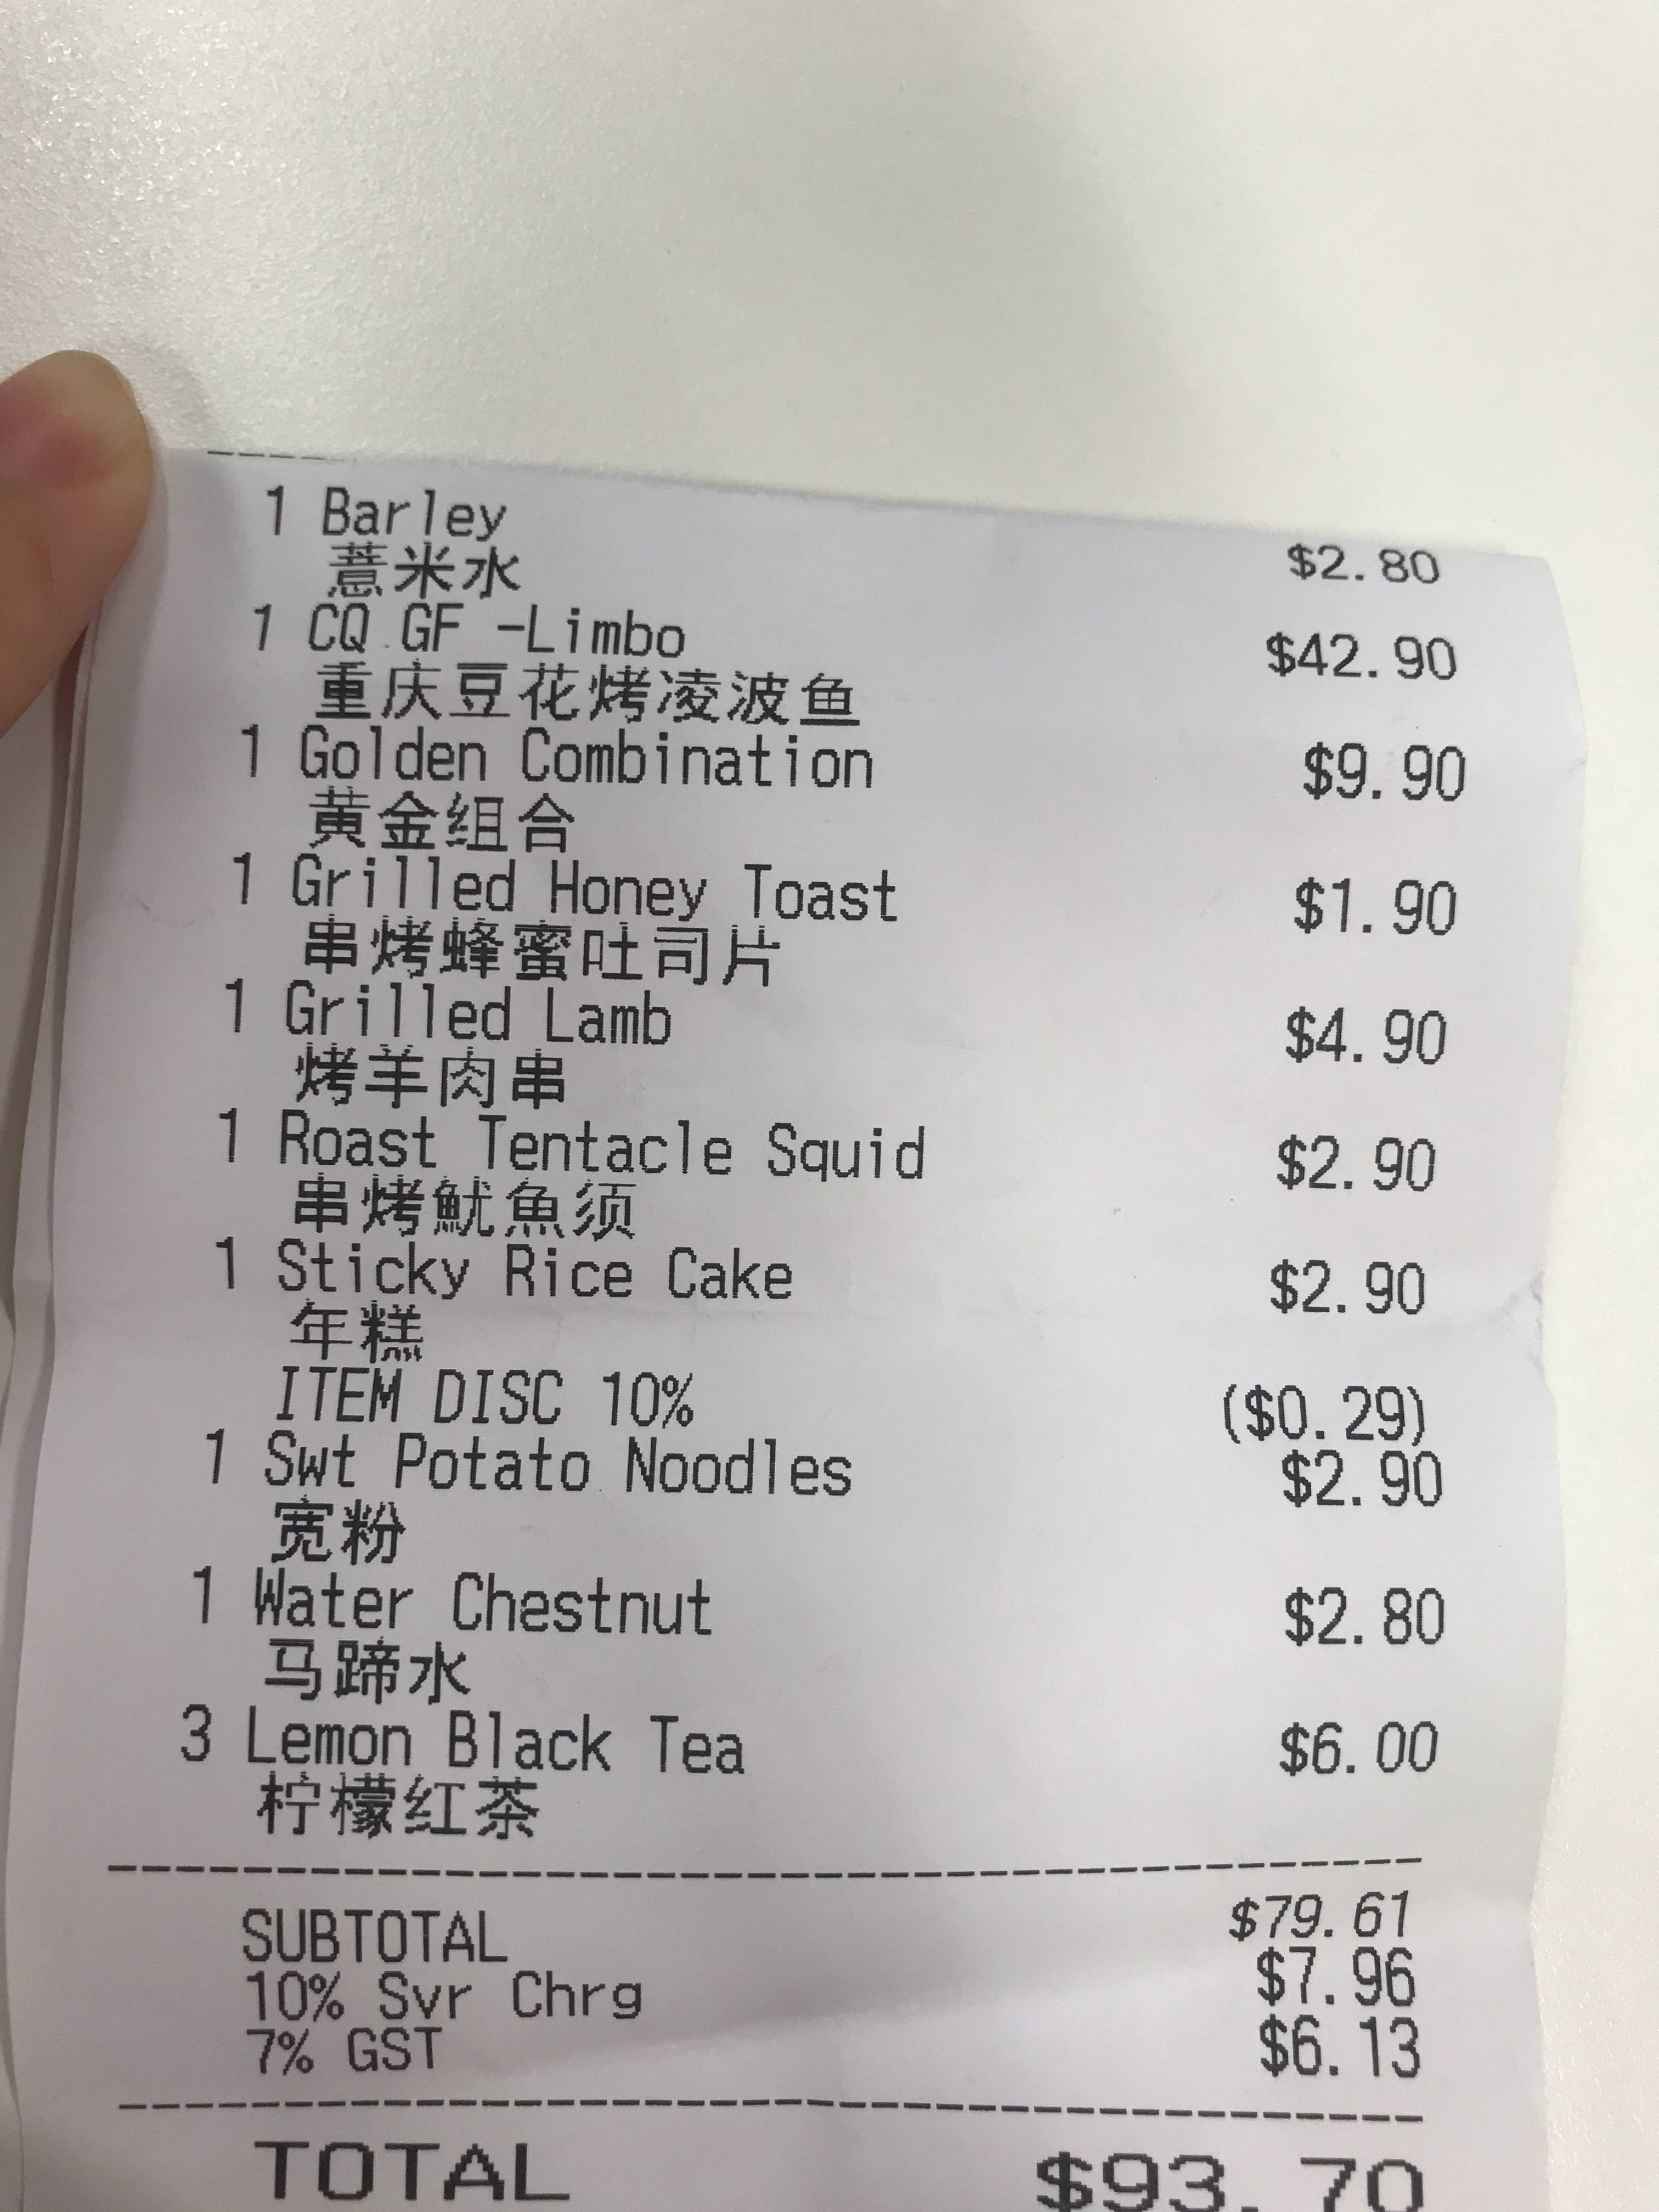 1 Barley $2.80
薏米水
1 CQ GF -Limbo $42.90
重庆豆花烤凌波鱼
1 Golden Combination $9.90
黄金组合
1 Grilled Honey Toast $1.90
串烤蜂蜜吐司片
1 Grilled Lamb $4.90
烤羊肉串
1 Roast Tentacle Squid $2.90
串烤魷魚须
1 Sticky Rice Cake $2.90
年糕
ITEM DISC 10% ($0.29)
1 Swt Potato Noodles $2.90
宽粉
1 Water Chestnut $2.80
马蹄水
3 Lemon Black Tea $6.00
柠檬红茶
SUBTOTAL $79.61
10% Svr Chrg $7.96
7% GST $6.13
TOTAL $93.70